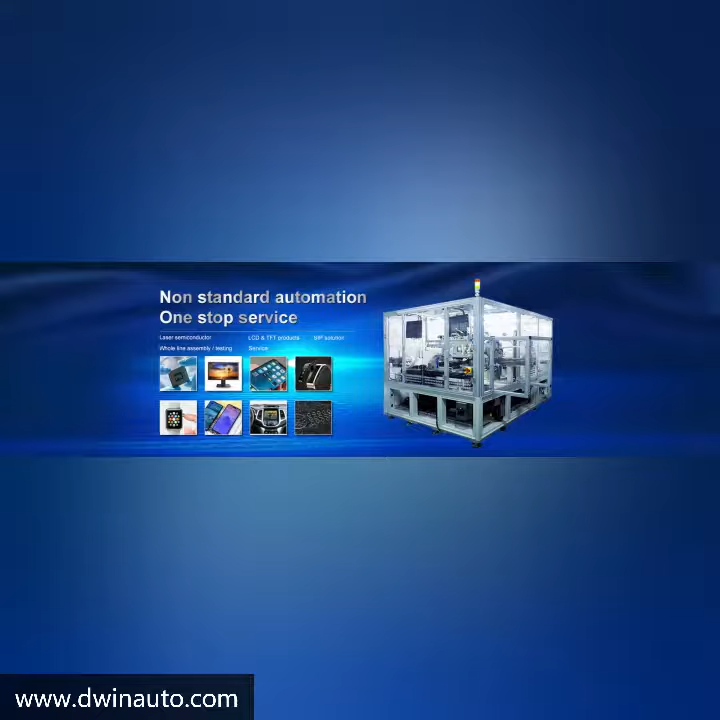 Non standard automation
One stop service
Laser semiconductor LCD & TFT products SIP solution
Whole line assembly / testing Service
www.dwinauto.com